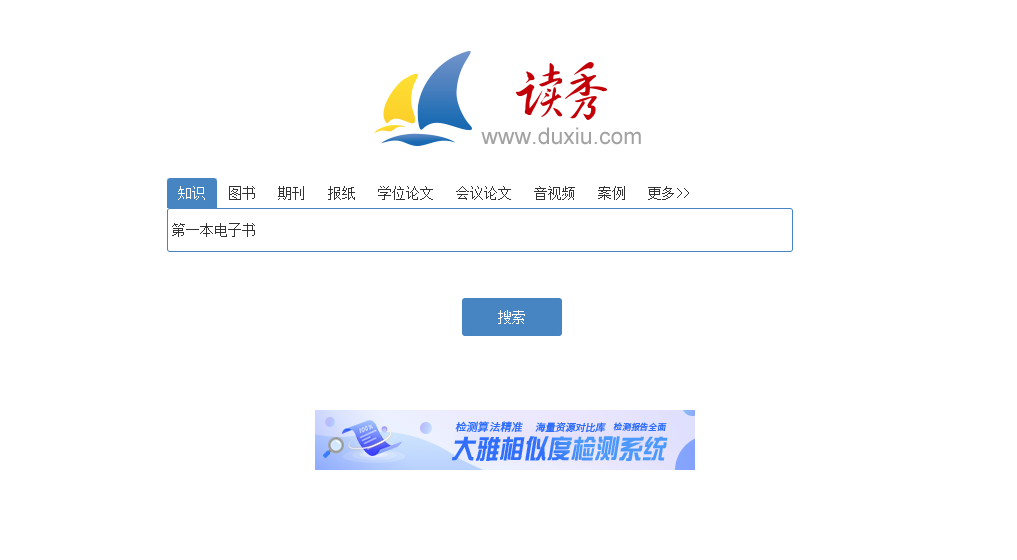 读秀
www.duxiu.com
知识 图书 期刊 报纸 学位论文 会议论文 音视频 案例 更多>>
第一本电子书
搜索
100%
检测算法精准 海量资源对比库 检测报告全面
大雅相似度检测系统